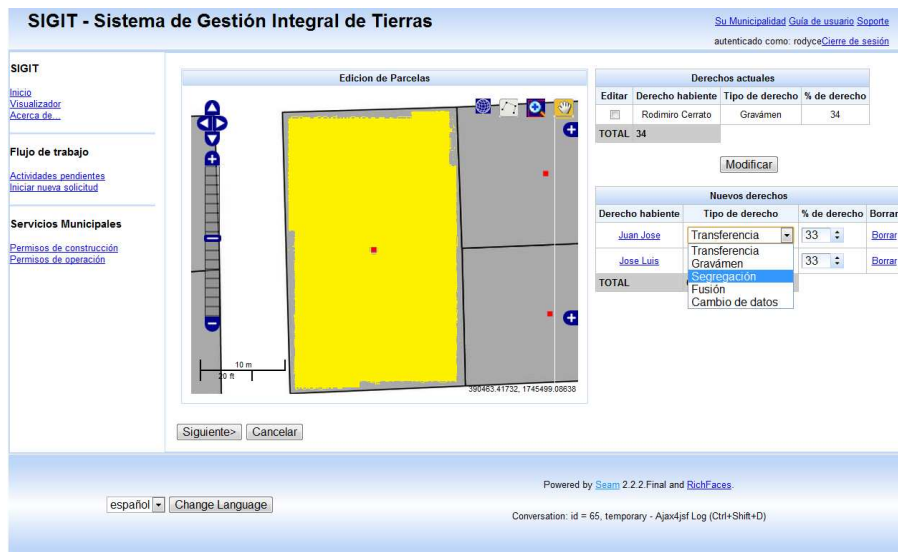 SIGIT - Sistema de Gestión Integral de Tierras
Su Municipalidad Guía de usuario Soporte
autenticado como: rodyceCierre de sesión
SIGIT
Inicio
Visualizador
Acerca de...
Flujo de trabajo
Actividades pendientes
Iniciar nueva solicitud
Servicios Municipales
Permisos de construcción
Permisos de operación
Edicion de Parcelas
10 m
20 ft
390463.41732, 1745499.08638
Siguiente> Cancelar
Derechos actuales
Editar Derecho habiente Tipo de derecho % de derecho
Rodimiro Cerrato Gravámen 34
TOTAL 34
Modificar
Nuevos derechos
Derecho habiente Tipo de derecho % de derecho Borrar
Juan Jose Transferencia 33 Borrar
Transferencia
Jose Luis Gravámen 33 Borrar
Segregación
TOTAL
Fusión
Cambio de datos
español Change Language
Powered by Seam 2.2.2.Final and RichFaces.
Conversation: id = 65, temporary - Ajax4jsf Log (Ctrl+Shift+D)